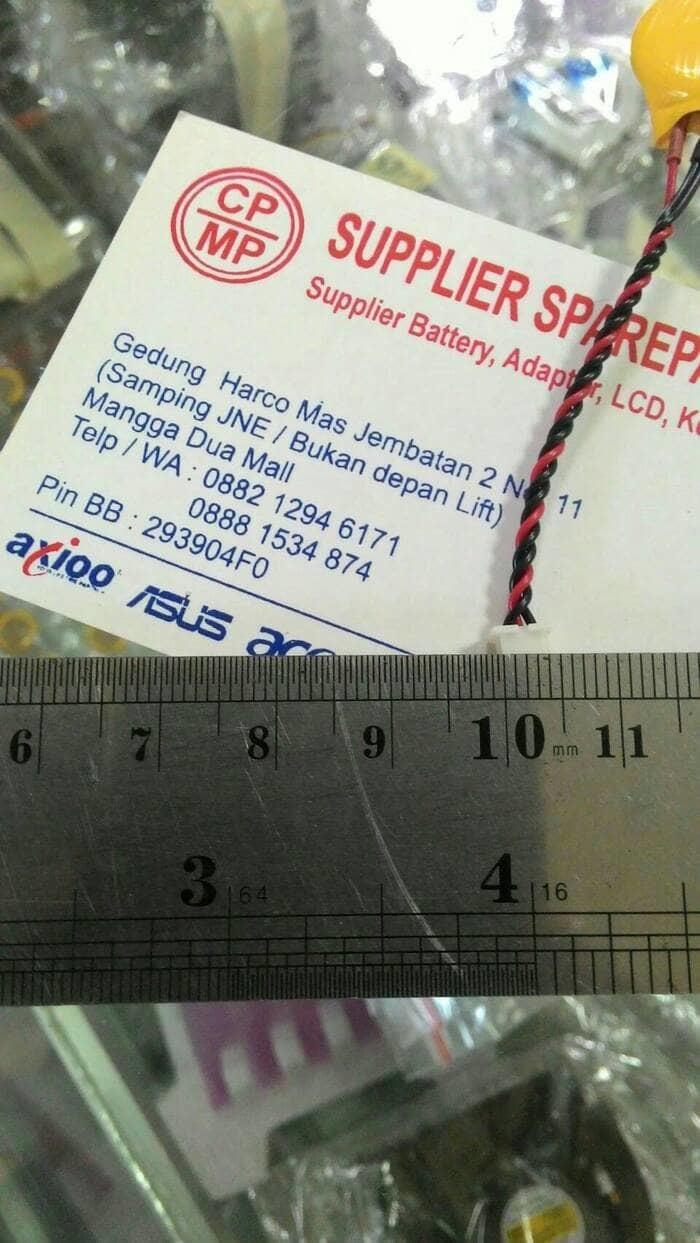 CP
MP
SUPPLIER
Supplier Battery, LCD,
Gedung Harco Mas Jembatan 2 11
(Samping JNE / Bukan depan Lift)
Mangga Dua Mall
Telp / WA : 0882 1294 6171
0888 1534 874
Pin BB : 293904F0
axioo ASUS
6 7 8 9 10 mm 11
3 64 4 16